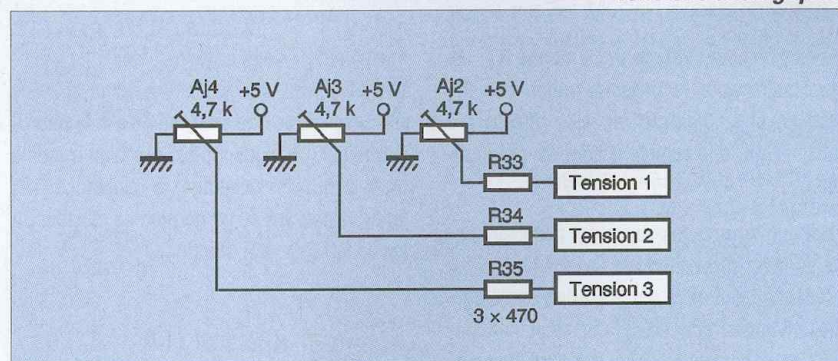 Aj4 +5 V Aj3 +5 V Aj2 +5 V
4,7 k 4,7 k 4,7 k
R33
Tension 1
R34
Tension 2
R35
Tension 3
3 × 470